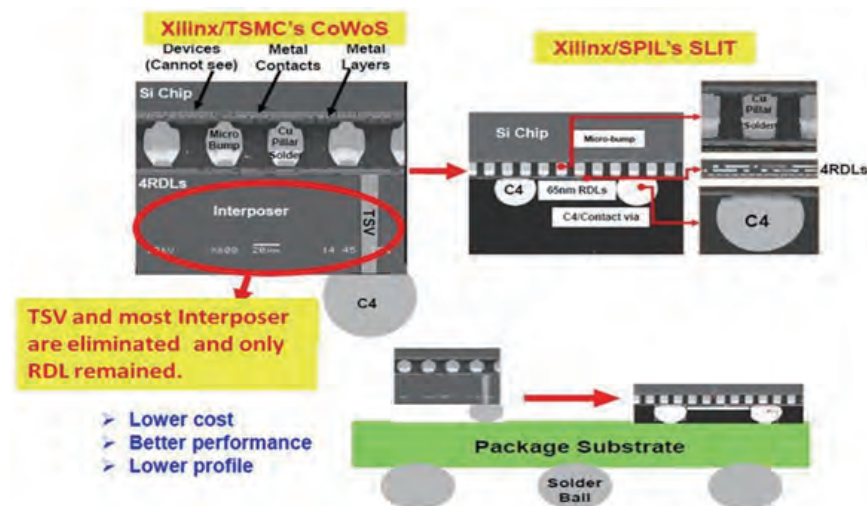 Xilinx/TSMC's CoWoS
Devices
(Cannot see)
Metal
Contacts
Metal
Layers
Si Chip
Micro
Bump
Cu
Pillar
Solder
4RDLs
Interposer
TSV
C4
TSV and most Interposer
are eliminated and only
RDL remained.
➢ Lower cost
➢ Better performance
➢ Lower profile
Xilinx/SPIL's SLIT
Si Chip
Micro-bump
C4
65nm RDLs
C4/Contact via
Cu
Pillar
Solder
4RDLs
C4
Package Substrate
Solder
Ball